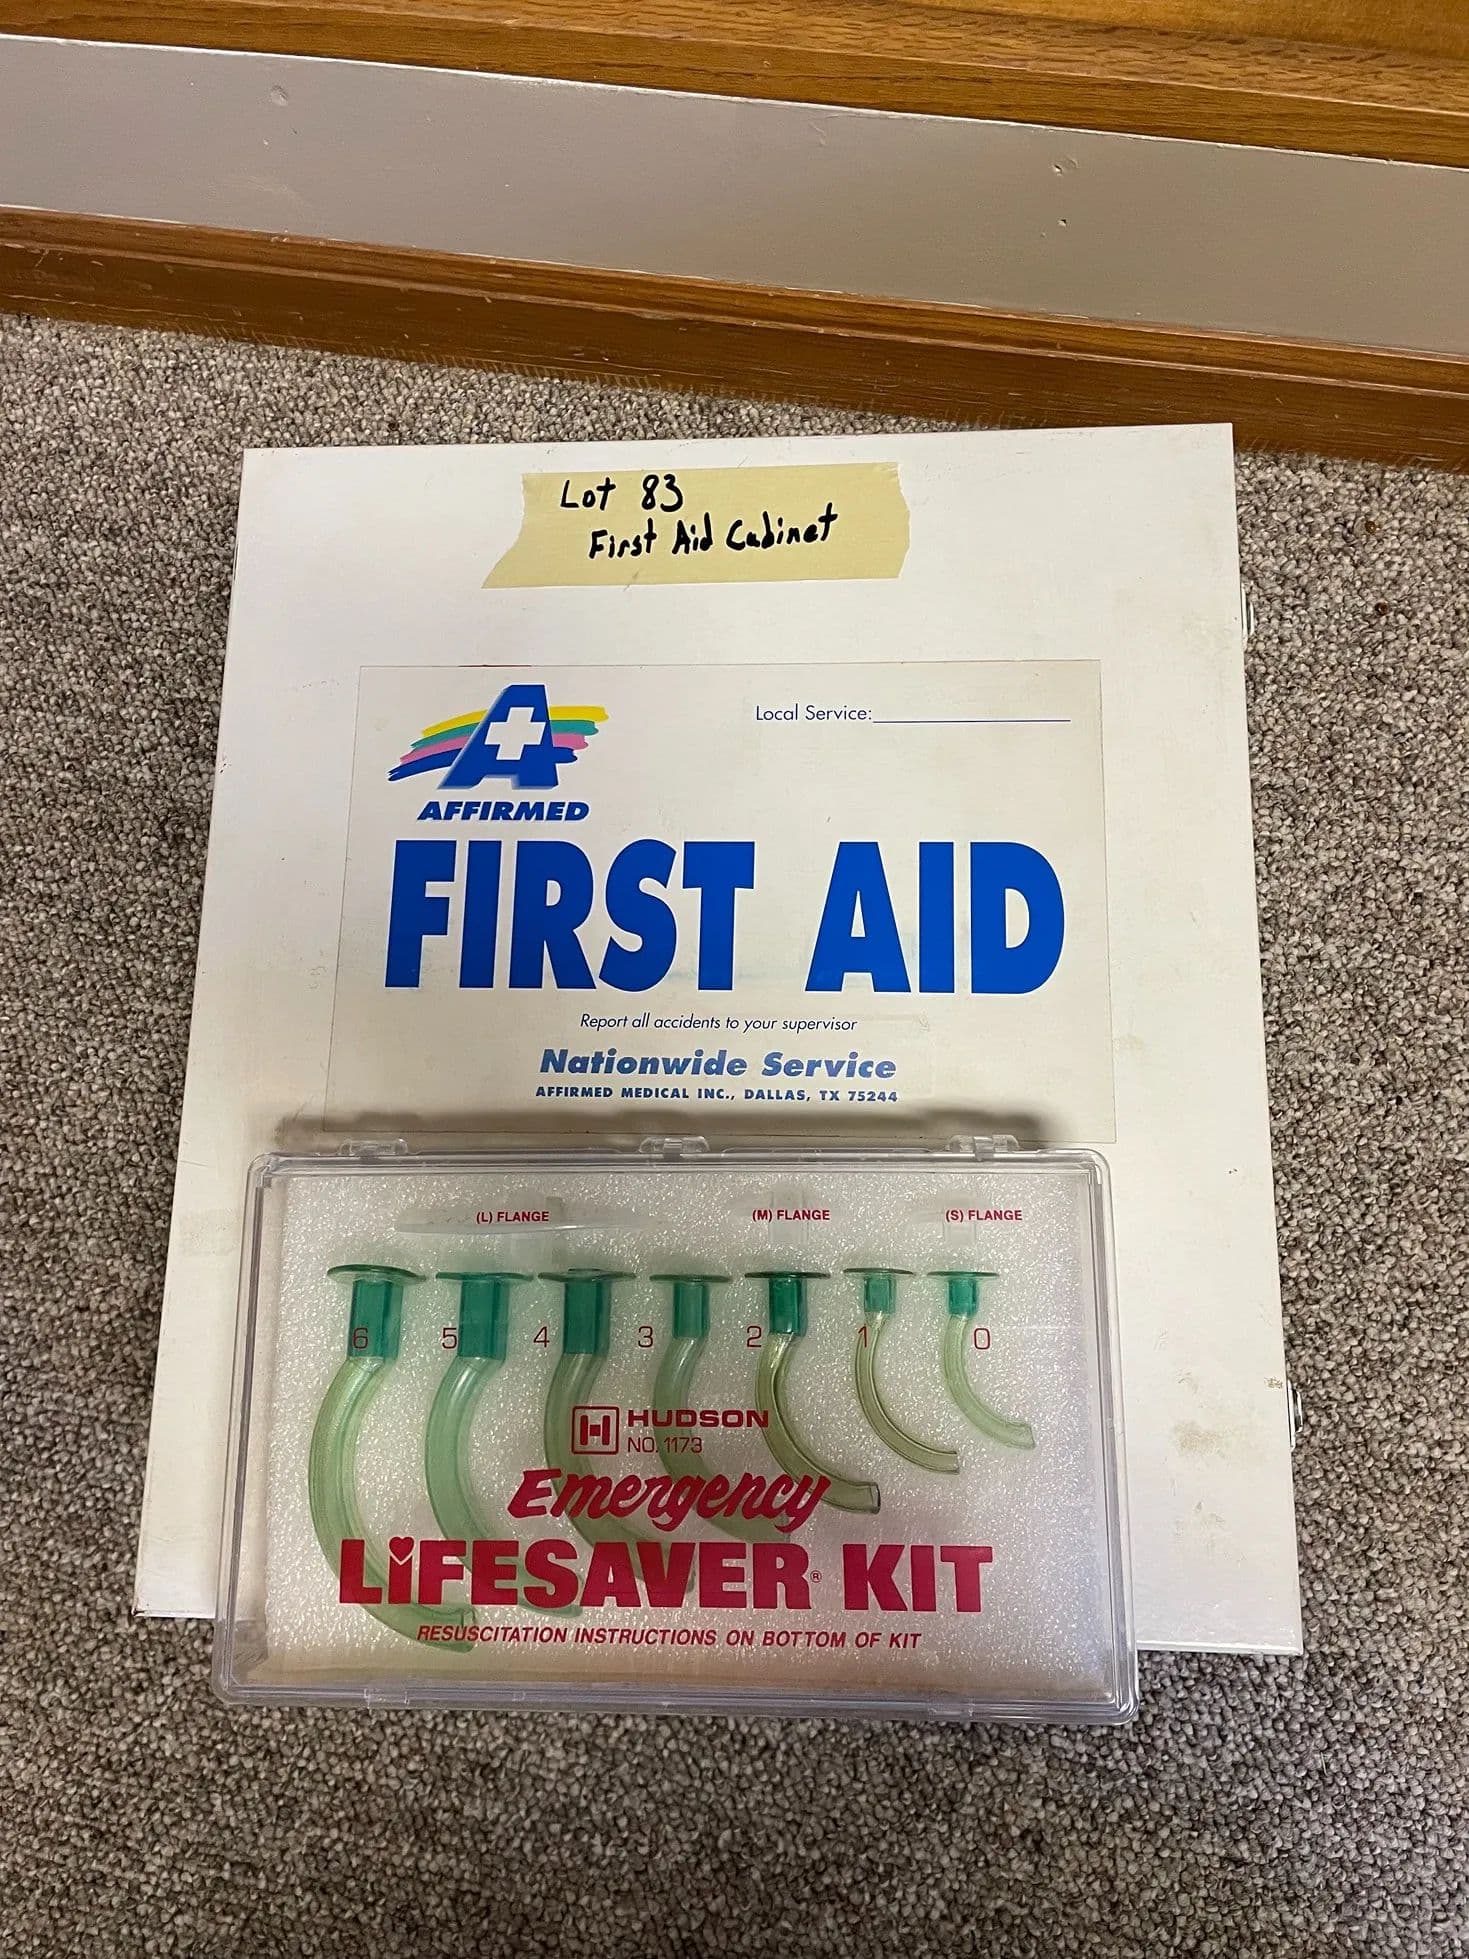 Lot 83
First Aid Cabinet
Local Service:
AFFIRMED
FIRST AID
Report all accidents to your supervisor
Nationwide Service
AFFIRMED MEDICAL INC., DALLAS, TX 75244
(L) FLANGE (M) FLANGE (S) FLANGE
6 5 4 3 2 1 0
HUDSON
NO. 1173
Emergency
LiFESAVER® KIT
RESUSCITATION INSTRUCTIONS ON BOTTOM OF KIT